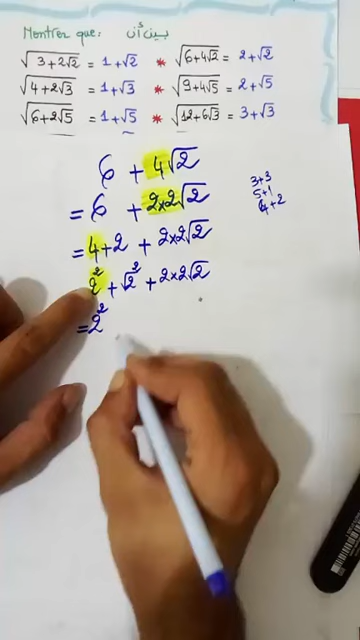 Montrer que: بين أن
√(3+2√2) = 1+√2 * √(6+4√2) = 2+√2
√(4+2√3) = 1+√3 * √(9+4√5) = 2+√5
√(6+2√5) = 1+√5 * √(12+6√3) = 3+√3
6 + 4√2
= 6 + 2×2√2
= 4+2 + 2×2√2
2² + √2² + 2×2√2
= 2²
3+3
5+1
4+2